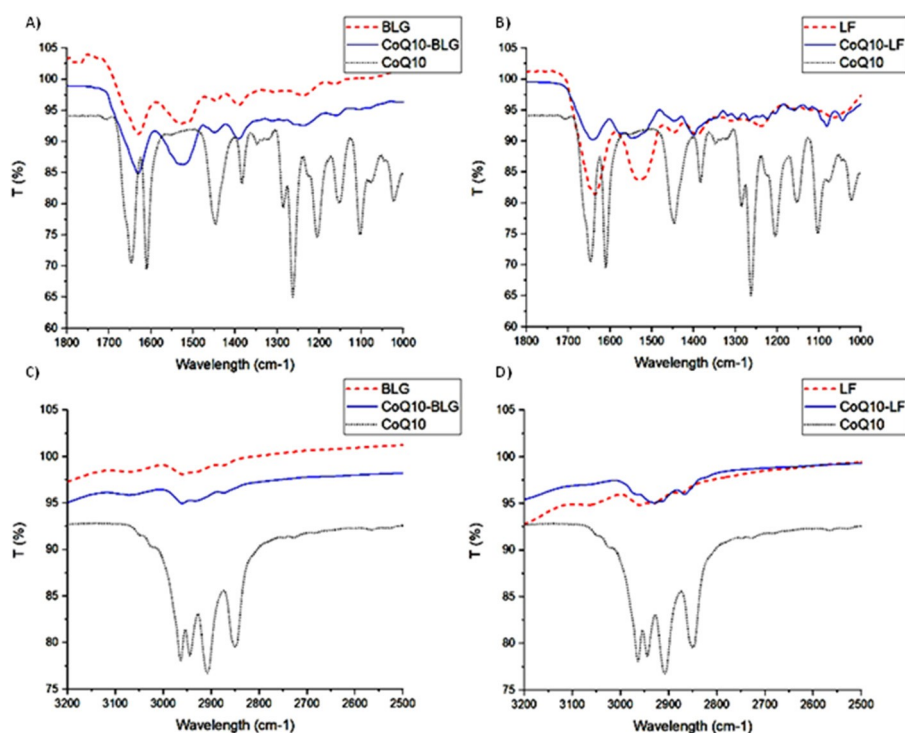 A)
BLG
CoQ10-BLG
CoQ10
105
100
95
90
85
80
75
70
65
60
T (%)
1800 1700 1600 1500 1400 1300 1200 1100 1000
Wavelength (cm-1)
B)
LF
CoQ10-LF
CoQ10
105
100
95
90
85
80
75
70
65
60
T (%)
1800 1700 1600 1500 1400 1300 1200 1100 1000
Wavelength (cm-1)
C)
BLG
CoQ10-BLG
CoQ10
105
100
95
90
85
80
75
T (%)
3200 3100 3000 2900 2800 2700 2600 2500
Wavelength (cm-1)
D)
LF
CoQ10-LF
CoQ10
105
100
95
90
85
80
75
T (%)
3200 3100 3000 2900 2800 2700 2600 2500
Wavelength (cm-1)